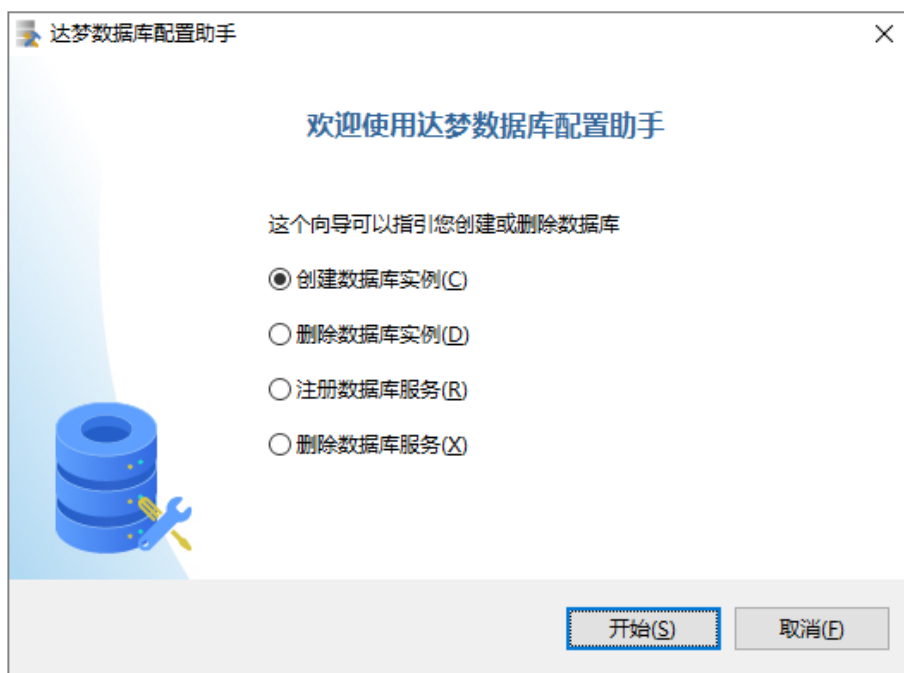 达梦数据库配置助手
欢迎使用达梦数据库配置助手
这个向导可以指引您创建或删除数据库
创建数据库实例(C)
删除数据库实例(D)
注册数据库服务(R)
删除数据库服务(X)
开始(S)
取消(F)